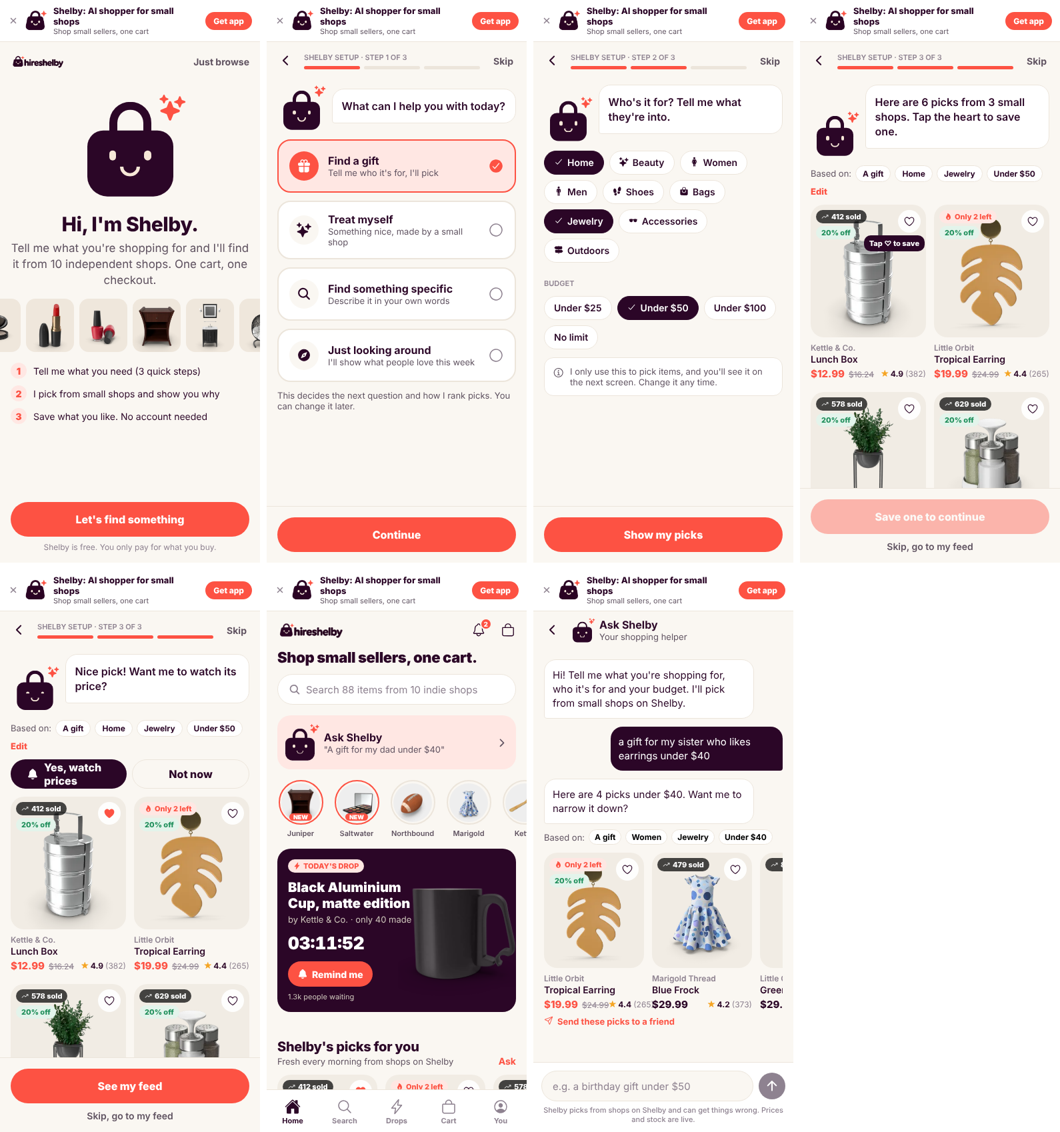 Shelby: AI shopper for small
shops
Shop small sellers, one cart
Get app
hireshelby
Just browse
Hi, I'm Shelby.
Tell me what you're shopping for and I'll find
it from 10 independent shops. One cart, one
checkout.
1 Tell me what you need (3 quick steps)
2 I pick from small shops and show you why
3 Save what you like. No account needed
Let's find something
Shelby is free. You only pay for what you buy.
Shelby: AI shopper for small
shops
Shop small sellers, one cart
Get app
SHELBY SETUP · STEP 1 OF 3
Skip
What can I help you with today?
Find a gift
Tell me who it's for, I'll pick
Treat myself
Something nice, made by a small
shop
Find something specific
Describe it in your own words
Just looking around
I'll show what people love this week
This decides the next question and how I rank picks. You
can change it later.
Continue
Shelby: AI shopper for small
shops
Shop small sellers, one cart
Get app
SHELBY SETUP · STEP 2 OF 3
Skip
Who's it for? Tell me what
they're into.
Home Beauty Women
Men Shoes Bags
Jewelry Accessories
Outdoors
BUDGET
Under $25 Under $50 Under $100
No limit
I only use this to pick items, and you'll see it on
the next screen. Change it any time.
Show my picks
Shelby: AI shopper for small
shops
Shop small sellers, one cart
Get app
SHELBY SETUP · STEP 3 OF 3
Skip
Here are 6 picks from 3 small
shops. Tap the heart to save
one.
Based on: A gift Home Jewelry Under $50
Edit
412 sold
20% off
Tap ♡ to save
Only 2 left
20% off
Kettle & Co.
Lunch Box
$12.99 $16.24 ★ 4.9 (382)
Little Orbit
Tropical Earring
$19.99 $24.99 ★ 4.4 (265)
578 sold
20% off
629 sold
20% off
Save one to continue
Skip, go to my feed
Shelby: AI shopper for small
shops
Shop small sellers, one cart
Get app
SHELBY SETUP · STEP 3 OF 3
Skip
Nice pick! Want me to watch its
price?
Based on: A gift Home Jewelry Under $50
Edit
Yes, watch
prices
Not now
412 sold
20% off
Only 2 left
20% off
Kettle & Co.
Lunch Box
$12.99 $16.24 ★ 4.9 (382)
Little Orbit
Tropical Earring
$19.99 $24.99 ★ 4.4 (265)
578 sold
20% off
629 sold
20% off
See my feed
Skip, go to my feed
Shelby: AI shopper for small
shops
Shop small sellers, one cart
Get app
hireshelby
2
Shop small sellers, one cart.
Search 88 items from 10 indie shops
Ask Shelby
"A gift for my dad under $40"
NEW NEW
Juniper Saltwater Northbound Marigold Ket
TODAY'S DROP
Black Aluminium
Cup, matte edition
by Kettle & Co. · only 40 made
03:11:52
Remind me
1.3k people waiting
Shelby's picks for you
Fresh every morning from shops on Shelby
Ask
412 sold Only 2 left 578
Home Search Drops Cart You
Shelby: AI shopper for small
shops
Shop small sellers, one cart
Get app
Ask Shelby
Your shopping helper
Hi! Tell me what you're shopping for,
who it's for and your budget. I'll pick
from small shops on Shelby.
a gift for my sister who likes
earrings under $40
Here are 4 picks under $40. Want me to
narrow it down?
Based on: A gift Women Jewelry Under $40
Only 2 left
20% off
479 sold
Little Orbit
Tropical Earring
$19.99 $24.99 ★ 4.4 (265
Marigold Thread
Blue Frock
$29.99 ★ 4.2 (373)
Little
Green
$29.
Send these picks to a friend
e.g. a birthday gift under $50
Shelby picks from shops on Shelby and can get things wrong. Prices
and stock are live.